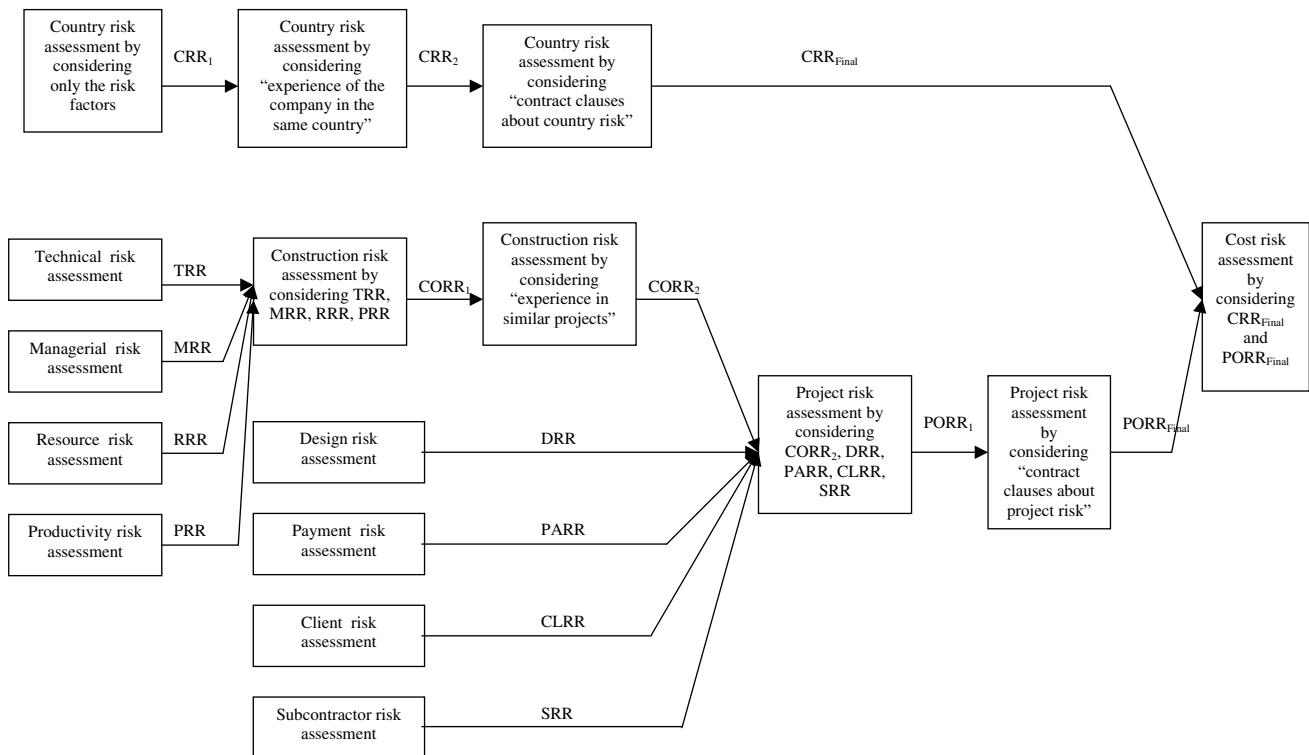 Country risk
assessment by
considering
only the risk
factors
CRR1
Country risk
assessment by
considering
“experience of the
company in the
same country”
CRR2
Country risk
assessment by
considering
“contract clauses
about country risk”
CRRFinal
Technical risk
assessment
TRR
Managerial risk
assessment
MRR
Resource risk
assessment
RRR
Productivity risk
assessment
PRR
Construction risk
assessment by
considering TRR,
MRR, RRR, PRR
CORR1
Construction risk
assessment by
considering
“experience in
similar projects”
CORR2
Design risk
assessment
DRR
Payment risk
assessment
PARR
Client risk
assessment
CLRR
Subcontractor risk
assessment
SRR
Project risk
assessment by
considering
CORR2, DRR,
PARR, CLRR,
SRR
PORR1
Project risk
assessment
by
considering
“contract
clauses about
project risk”
PORRFinal
Cost risk
assessment
by
considering
CRRFinal
and
PORRFinal